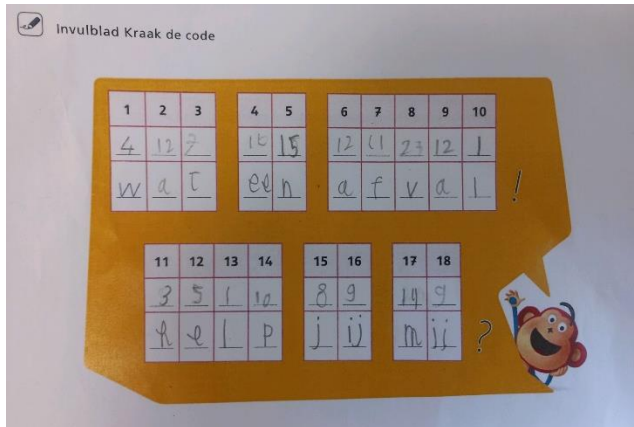 Invulblad Kraak de code
1 2 3 4 5 6 7 8 9 10
4 12 7 15 12 11 23 12 1
w a t ee n a f v a l !
11 12 13 14 15 16 17 18
3 5 1 10 8 9 14 9
h e l p j ij m ij ?